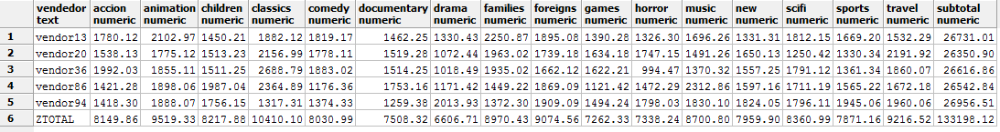 vendedor accion animation children classics comedy documentary drama families foreigns games horror music new scifi sports travel subtotal
text numeric numeric numeric numeric numeric numeric numeric numeric numeric numeric numeric numeric numeric numeric numeric numeric numeric
1 vendor13 1780.12 2102.97 1450.21 1882.12 1819.17 1462.25 1330.43 2250.87 1895.08 1390.28 1326.30 1696.26 1331.31 1812.15 1669.20 1532.29 26731.01
2 vendor20 1538.13 1775.12 1513.23 2156.99 1778.11 1519.28 1072.44 1963.02 1739.18 1634.18 1747.15 1491.26 1650.13 1250.42 1330.34 2191.92 26350.90
3 vendor36 1992.03 1855.11 1511.25 2688.79 1883.02 1514.25 1018.49 1935.02 1662.12 1622.21 994.47 1370.32 1557.25 1791.12 1361.34 1860.07 26616.86
4 vendor86 1421.28 1898.06 1987.04 2364.89 1176.36 1753.16 1171.42 1449.22 1869.09 1121.42 1472.29 2312.86 1597.16 1711.19 1565.22 1672.18 26542.84
5 vendor94 1418.30 1888.07 1756.15 1317.31 1374.33 1259.38 2013.93 1372.30 1909.09 1494.24 1798.03 1830.10 1824.05 1796.11 1945.06 1960.06 26956.51
6 ZTOTAL 8149.86 9519.33 8217.88 10410.10 8030.99 7508.32 6606.71 8970.43 9074.56 7262.33 7338.24 8700.80 7959.90 8360.99 7871.16 9216.52 133198.12